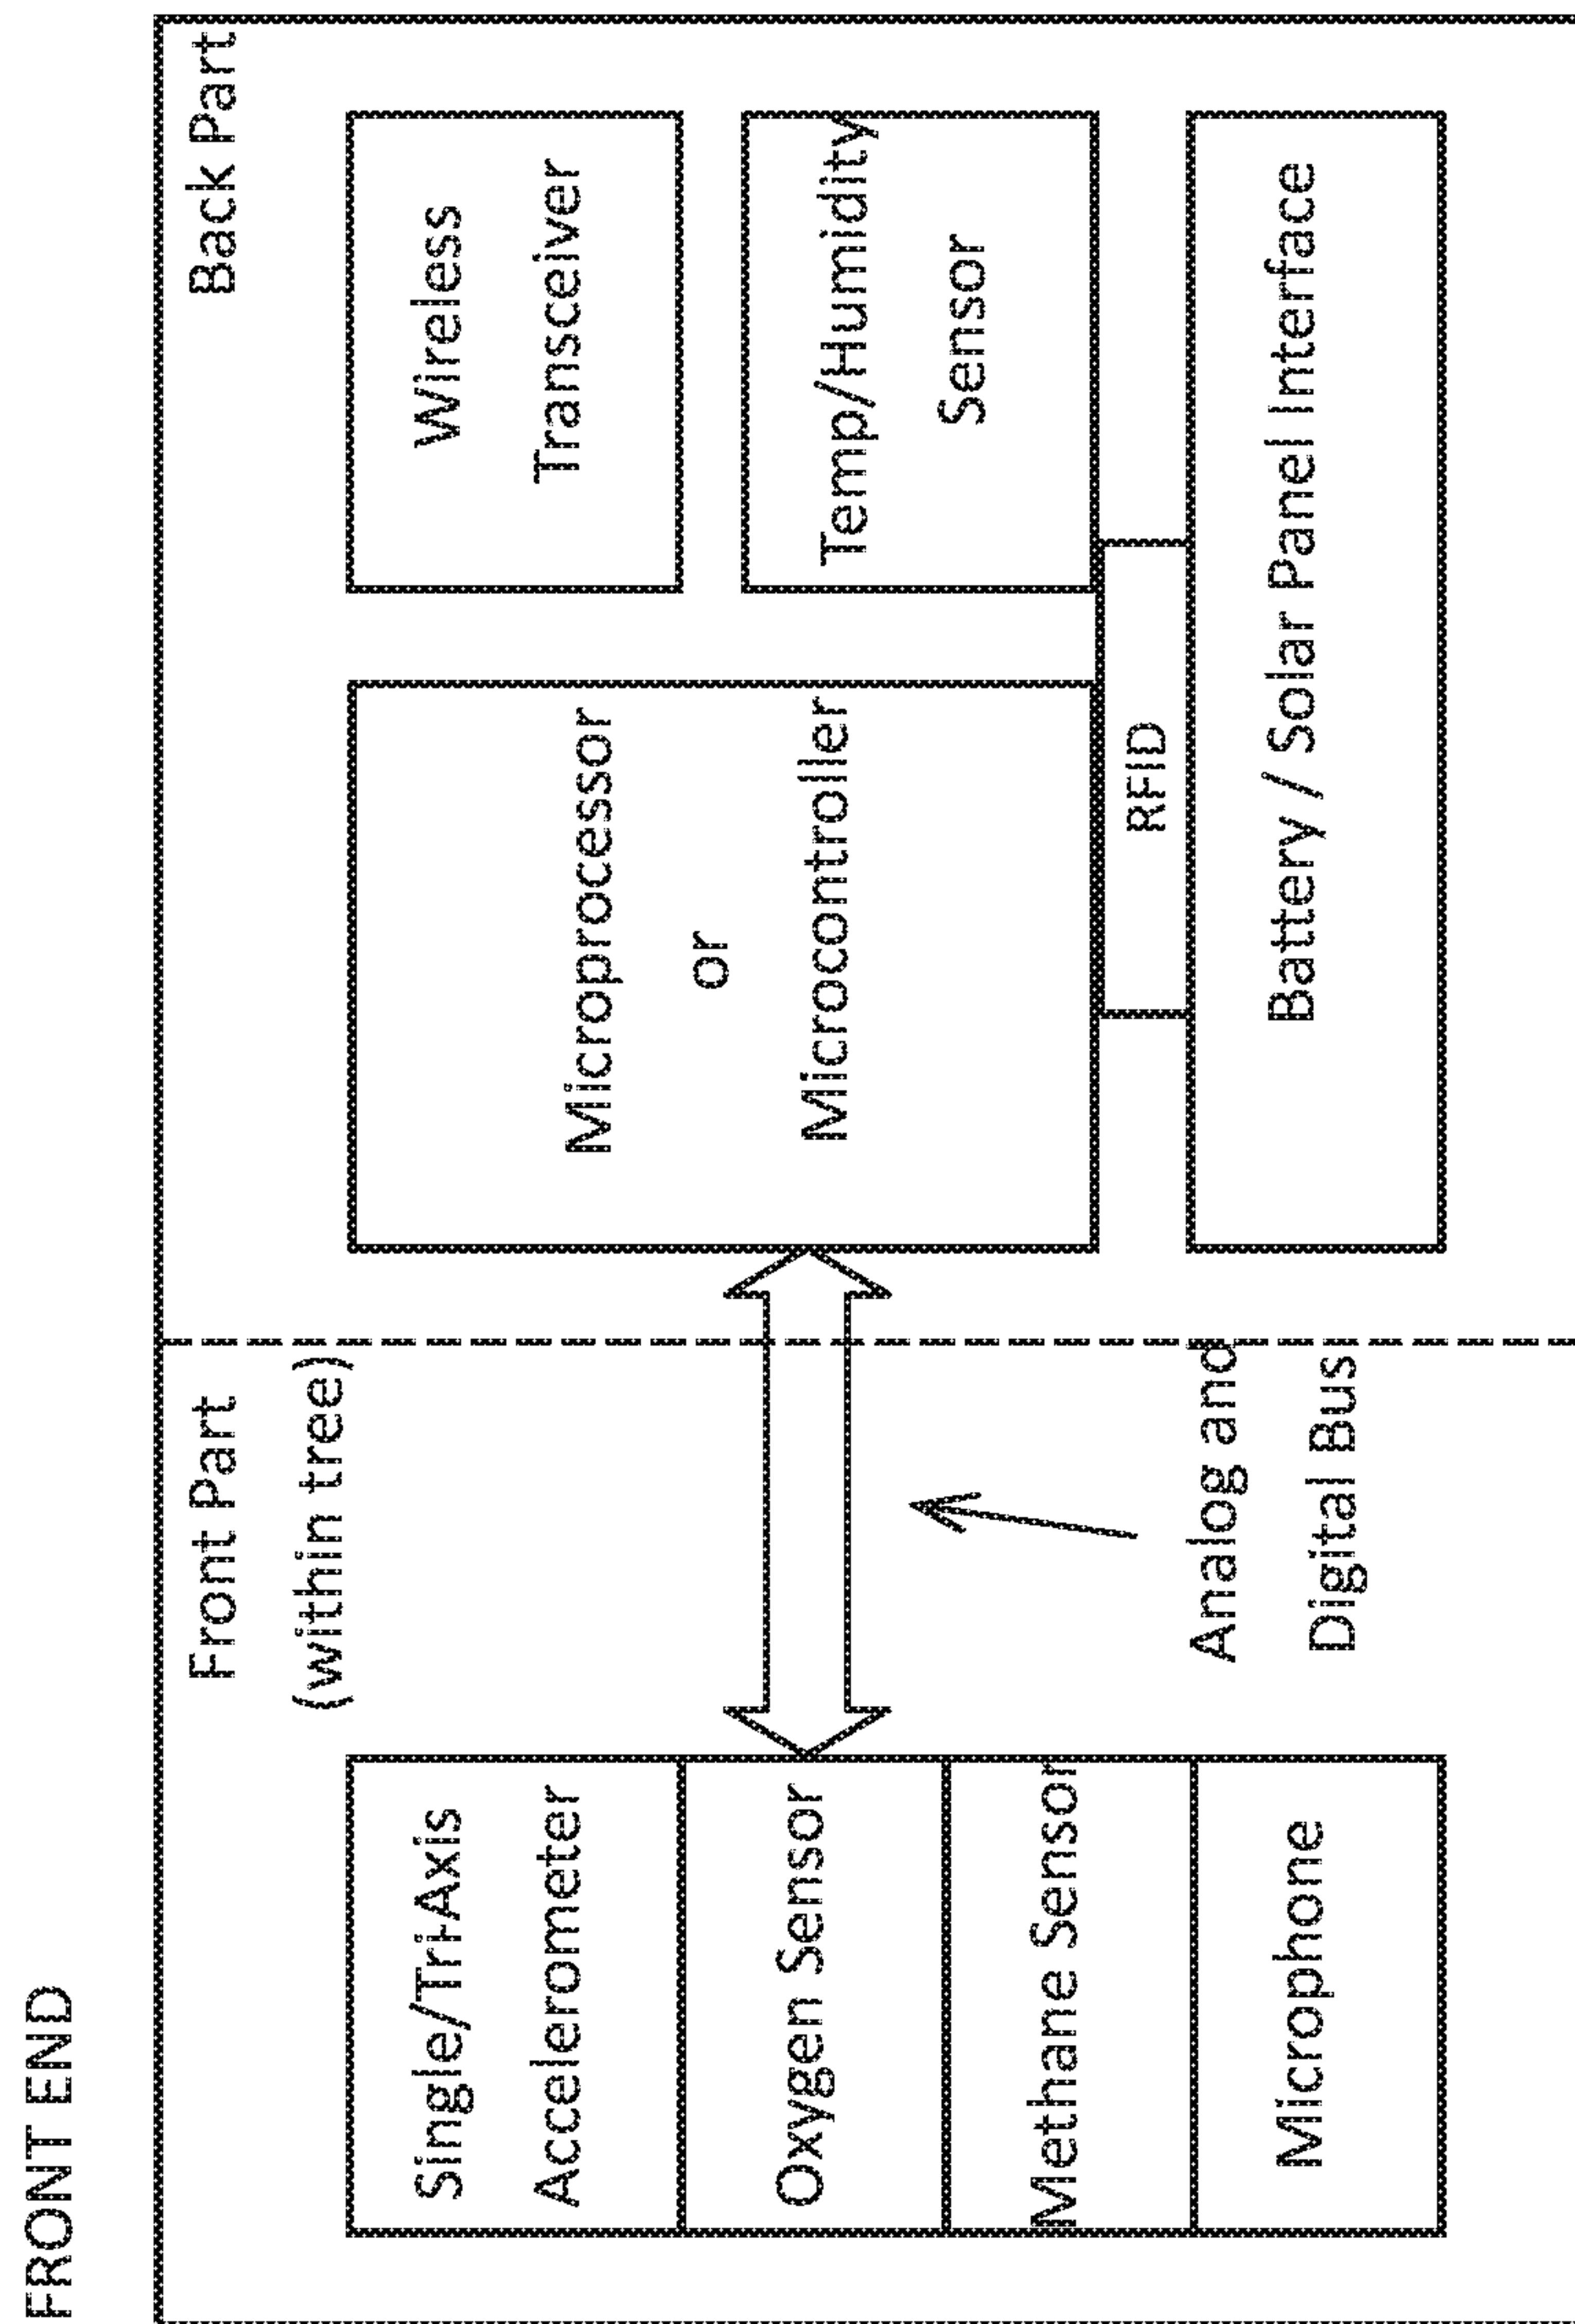 FRONT END
Front Part
(within tree)
Single/Tri-Axis
Accelerometer
Oxygen Sensor
Methane Sensor
Microphone
Analog and
Digital Bus
Back Part
Microprocessor
or
Microcontroller
Wireless
Transceiver
Temp/Humidity
Sensor
RFID
Battery / Solar Panel Interface